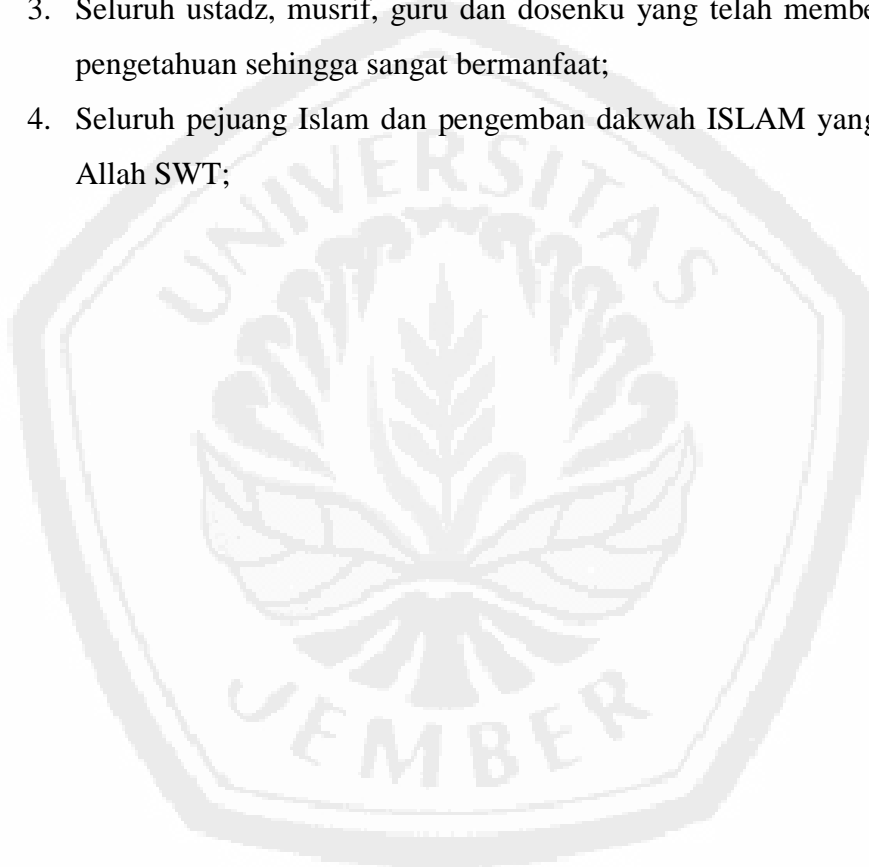 3. Seluruh ustadz, musrif, guru dan dosenku yang telah membe
pengetahuan sehingga sangat bermanfaat;
4. Seluruh pejuang Islam dan pengemban dakwah ISLAM yang
Allah SWT;
UNIVERSITAS
JEMBER